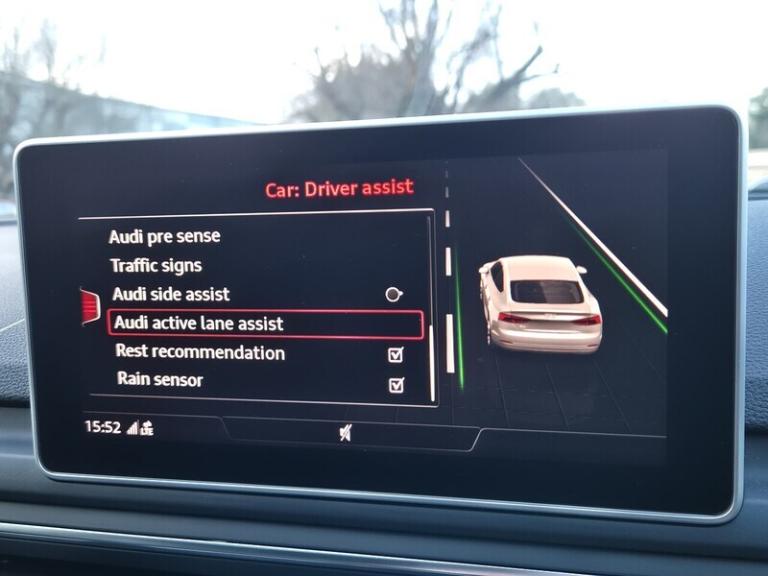 Car: Driver assist
Audi pre sense
Traffic signs
Audi side assist
Audi active lane assist
Rest recommendation
Rain sensor
15:52 LTE